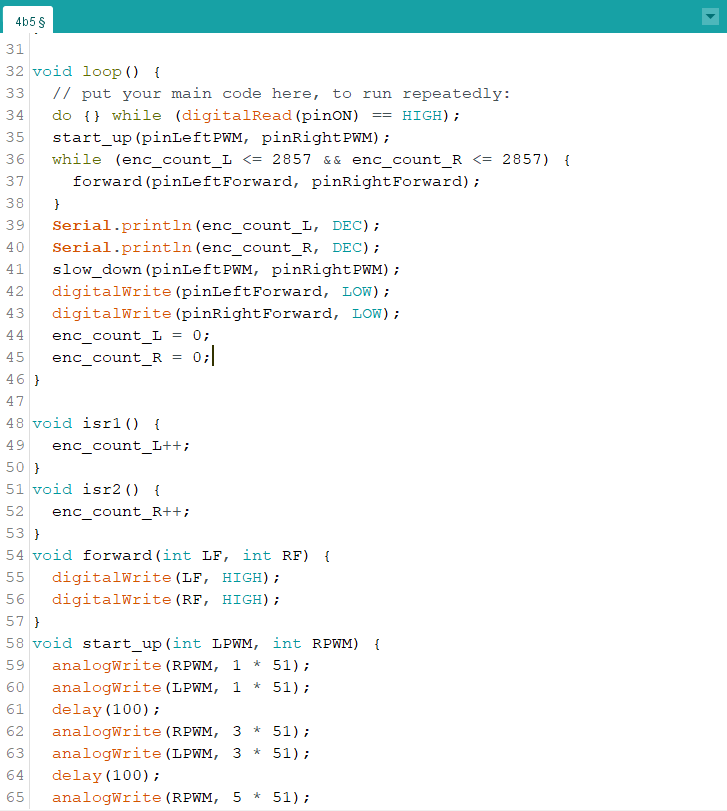 4b5 §
31
32 void loop() {
33   // put your main code here, to run repeatedly:
34   do {} while (digitalRead(pinON) == HIGH);
35   start_up(pinLeftPWM, pinRightPWM);
36   while (enc_count_L <= 2857 && enc_count_R <= 2857) {
37     forward(pinLeftForward, pinRightForward);
38   }
39   Serial.println(enc_count_L, DEC);
40   Serial.println(enc_count_R, DEC);
41   slow_down(pinLeftPWM, pinRightPWM);
42   digitalWrite(pinLeftForward, LOW);
43   digitalWrite(pinRightForward, LOW);
44   enc_count_L = 0;
45   enc_count_R = 0;
46 }
47
48 void isr1() {
49   enc_count_L++;
50 }
51 void isr2() {
52   enc_count_R++;
53 }
54 void forward(int LF, int RF) {
55   digitalWrite(LF, HIGH);
56   digitalWrite(RF, HIGH);
57 }
58 void start_up(int LPWM, int RPWM) {
59   analogWrite(RPWM, 1 * 51);
60   analogWrite(LPWM, 1 * 51);
61   delay(100);
62   analogWrite(RPWM, 3 * 51);
63   analogWrite(LPWM, 3 * 51);
64   delay(100);
65   analogWrite(RPWM, 5 * 51);